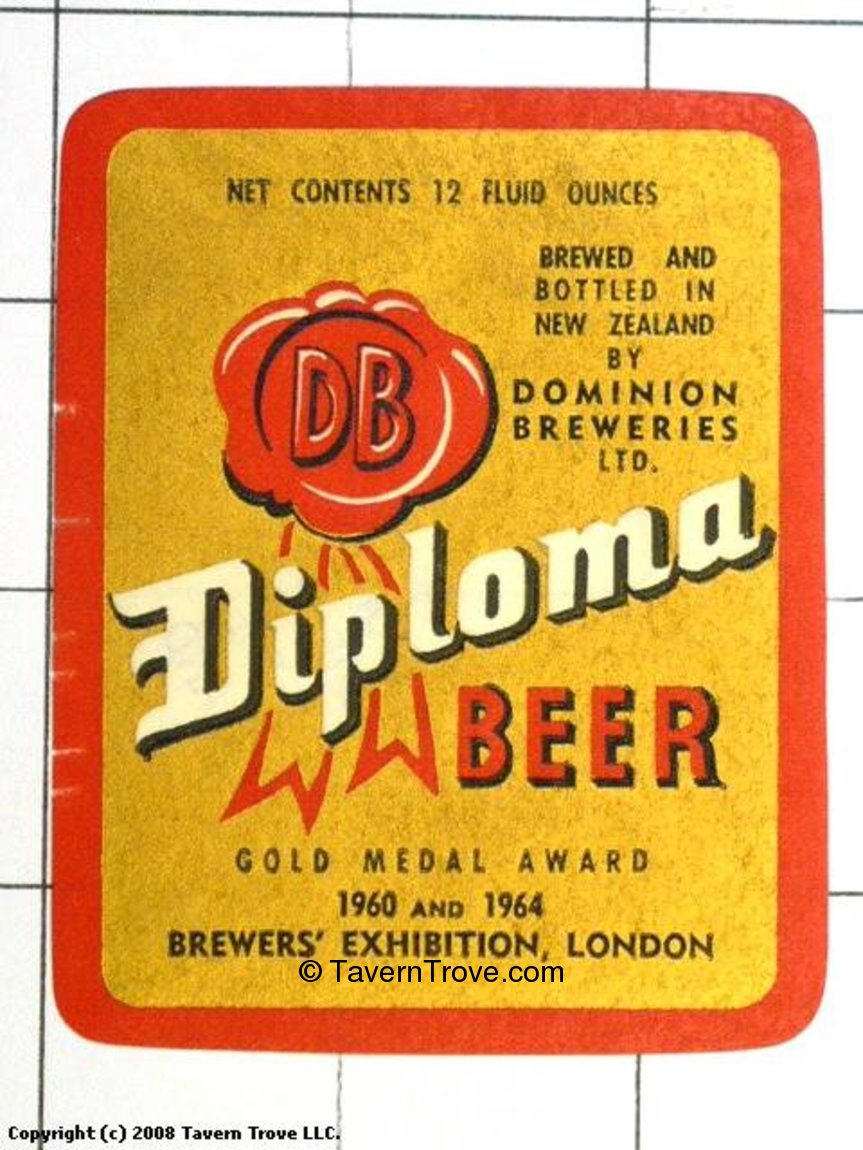 NET CONTENTS 12 FLUID OUNCES
BREWED AND
BOTTLED IN
NEW ZEALAND
BY
DOMINION
BREWERIES
LTD.
DB
Diploma
BEER
GOLD MEDAL AWARD
1960 AND 1964
BREWERS' EXHIBITION, LONDON
© TavernTrove.com
Copyright (c) 2008 Tavern Trove LLC.